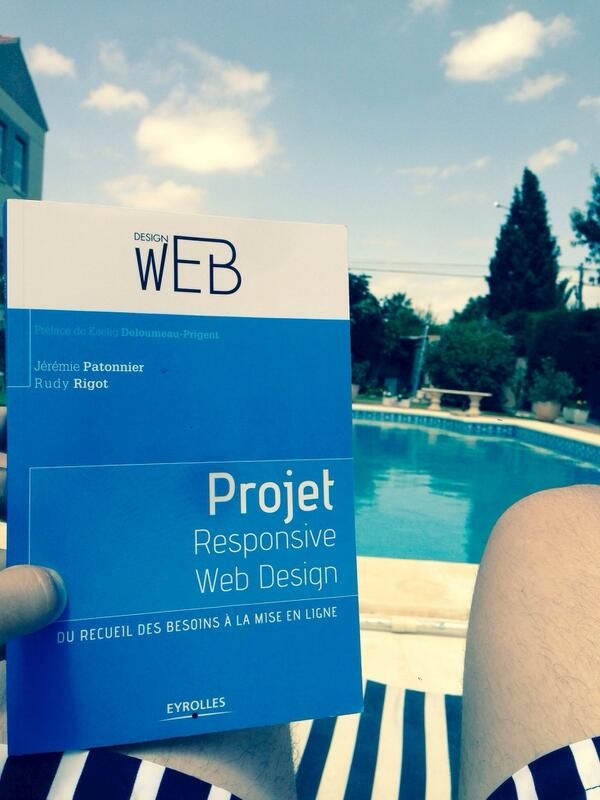 DESIGN
WEB
Préface de Kaelig Deloumeau-Prigent
Jérémie Patonnier
Rudy Rigot
Projet
Responsive
Web Design
DU RECUEIL DES BESOINS À LA MISE EN LIGNE
EYROLLES